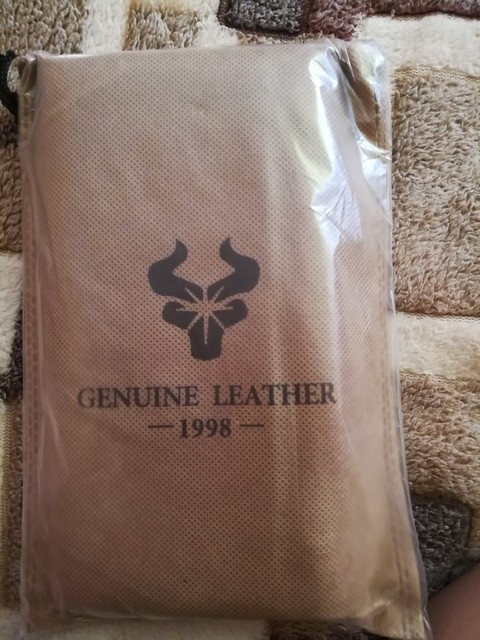 GENUINE LEATHER
— 1998 —